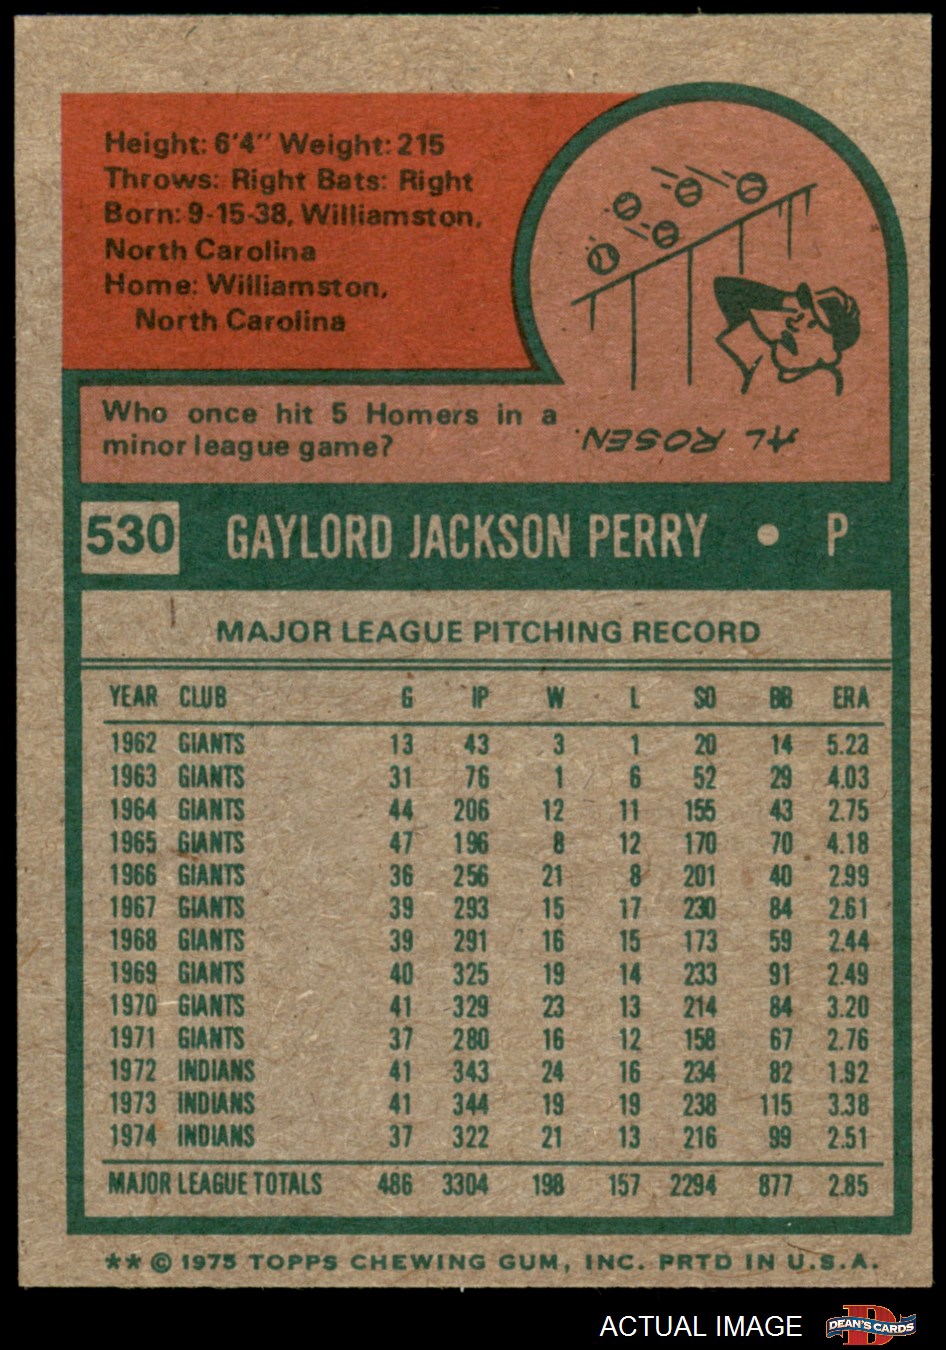 Height: 6'4" Weight: 215
Throws: Right Bats: Right
Born: 9-15-38, Williamston,
North Carolina
Home: Williamston,
North Carolina
Who once hit 5 Homers in a
minor league game?
AL ROSEN.
530 GAYLORD JACKSON PERRY • P
MAJOR LEAGUE PITCHING RECORD
YEAR CLUB G IP W L SO BB ERA
1962 GIANTS 13 43 3 1 20 14 5.23
1963 GIANTS 31 76 1 6 52 29 4.03
1964 GIANTS 44 206 12 11 155 43 2.75
1965 GIANTS 47 196 8 12 170 70 4.18
1966 GIANTS 36 256 21 8 201 40 2.99
1967 GIANTS 39 293 15 17 230 84 2.61
1968 GIANTS 39 291 16 15 173 59 2.44
1969 GIANTS 40 325 19 14 233 91 2.49
1970 GIANTS 41 329 23 13 214 84 3.20
1971 GIANTS 37 280 16 12 158 67 2.76
1972 INDIANS 41 343 24 16 234 82 1.92
1973 INDIANS 41 344 19 19 238 115 3.38
1974 INDIANS 37 322 21 13 216 99 2.51
MAJOR LEAGUE TOTALS 486 3304 198 157 2294 877 2.85
** © 1975 TOPPS CHEWING GUM, INC. PRTD IN U.S.A.
ACTUAL IMAGE
D DEAN'S CARDS